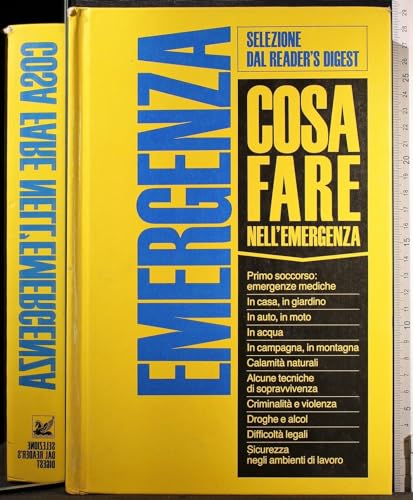 COSA FARE NELL'EMERGENZA
SELEZIONE
DAL READER'S
DIGEST
EMERGENZA
SELEZIONE
DAL READER'S DIGEST
COSA
FARE
NELL'EMERGENZA
Primo soccorso:
emergenze mediche
In casa, in giardino
In auto, in moto
In acqua
In campagna, in montagna
Calamità naturali
Alcune tecniche
di sopravvivenza
Criminalità e violenza
Droghe e alcol
Difficoltà legali
Sicurezza
negli ambienti di lavoro